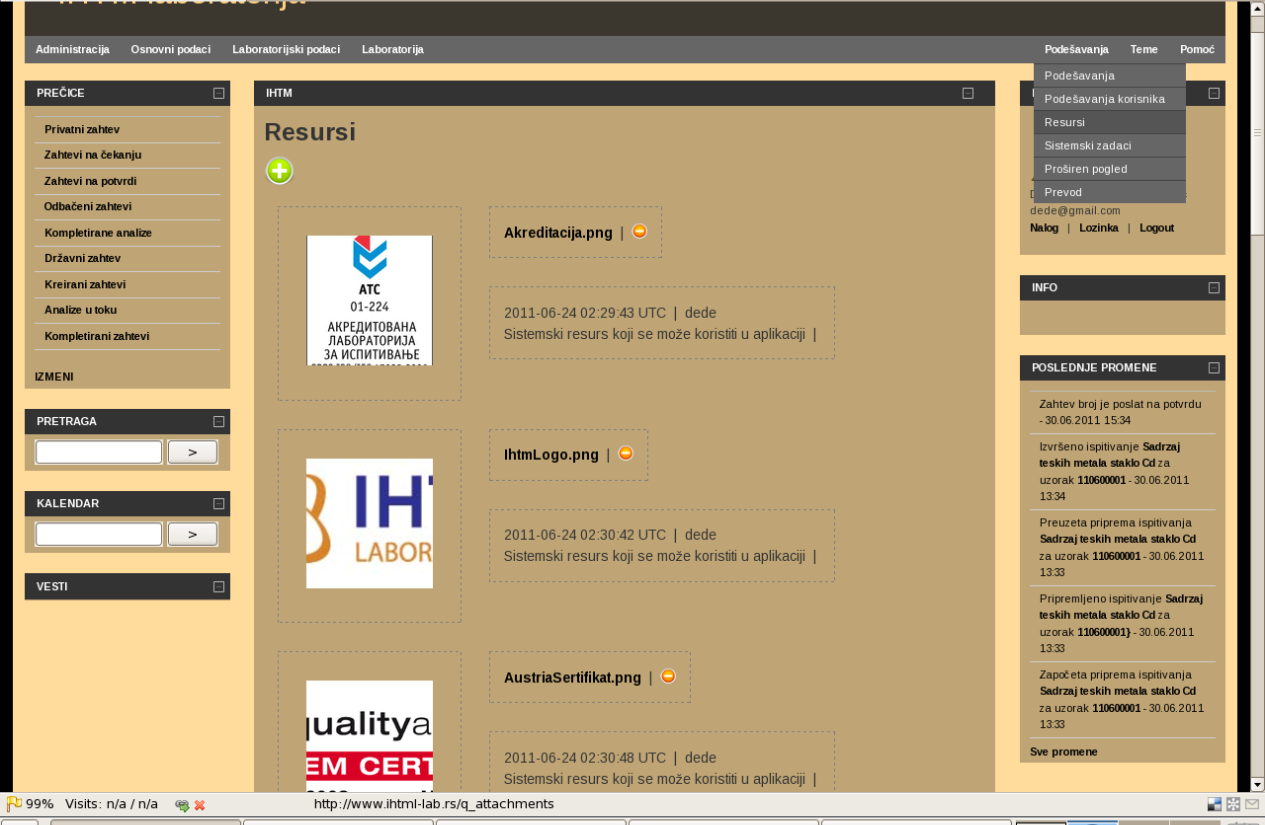 IHTM laboratorija
Administracija Osnovni podaci Laboratorijski podaci Laboratorija
Podešavanja Teme Pomoć
Podešavanja
Podešavanja korisnika
Resursi
Sistemski zadaci
Proširen pogled
Prevod
PREČICE
Privatni zahtev
Zahtevi na čekanju
Zahtevi na potvrdi
Odbačeni zahtevi
Kompletirane analize
Državni zahtev
Kreirani zahtevi
Analize u toku
Kompletirani zahtevi
IZMENI
PRETRAGA
>
KALENDAR
>
VESTI
IHTM
Resursi
АТС
01-224
АКРЕДИТОВАНА
ЛАБОРАТОРИЈА
ЗА ИСПИТИВАЊЕ
Akreditacija.png |
2011-06-24 02:29:43 UTC | dede
Sistemski resurs koji se može koristiti u aplikaciji |
IHT
LABOR
IhtmLogo.png |
2011-06-24 02:30:42 UTC | dede
Sistemski resurs koji se može koristiti u aplikaciji |
qualitya
EM CERT
AustriaSertifikat.png |
2011-06-24 02:30:48 UTC | dede
Sistemski resurs koji se može koristiti u aplikaciji |
dede@gmail.com
Nalog | Lozinka | Logout
INFO
POSLEDNJE PROMENE
Zahtev broj je poslat na potvrdu
- 30.06.2011 15:34
Izvršeno ispitivanje Sadrzaj
teskih metala staklo Cd za
uzorak 110600001 - 30.06.2011
13:34
Preuzeta priprema ispitivanja
Sadrzaj teskih metala staklo Cd
za uzorak 110600001 - 30.06.2011
13:33
Pripremljeno ispitivanje Sadrzaj
teskih metala staklo Cd za
uzorak 110600001} - 30.06.2011
13:33
Započeta priprema ispitivanja
Sadrzaj teskih metala staklo Cd
za uzorak 110600001 - 30.06.2011
13:33
Sve promene
99% Visits: n/a / n/a http://www.ihtml-lab.rs/q_attachments